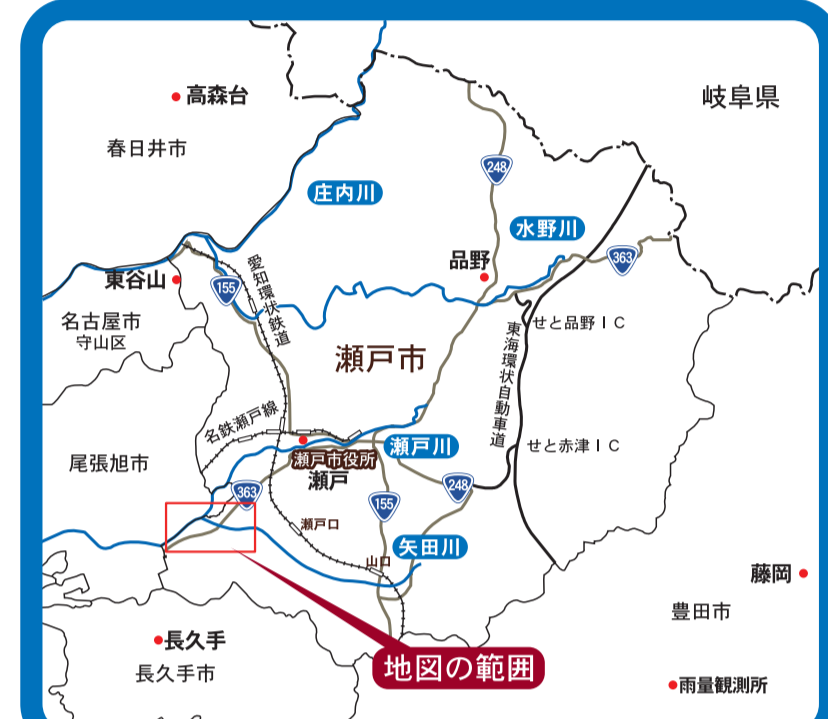 高森台
岐阜県
春日井市
248
庄内川
水野川
品野
363
愛知環状鉄道
東谷山
155
名古屋市
守山区
東海環状自動車道
せと品野IC
瀬戸市
名鉄瀬戸線
瀬戸川
せと赤津IC
尾張旭市
瀬戸市役所
瀬戸
363
248
155
瀬戸口
矢田川
山口
藤岡
豊田市
長久手
長久手市
地図の範囲
雨量観測所